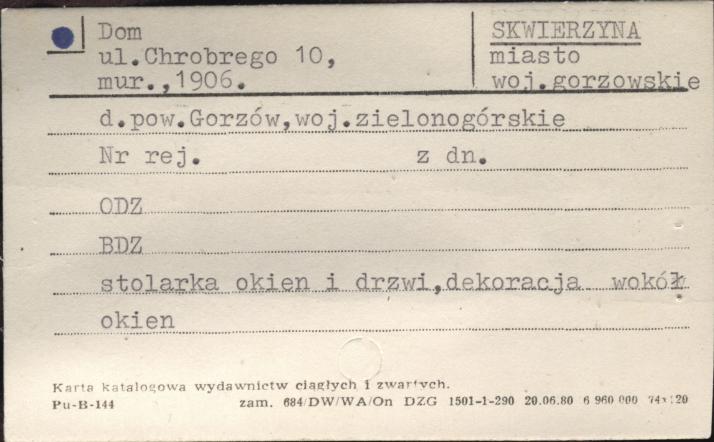 Dom
ul.Chrobrego 10,
mur.,1906.
SKWIERZYNA
miasto
woj.gorzowskie
d.pow.Gorzów,woj.zielonogórskie
Nr rej. z dn.
ODZ
BDZ
stolarka okien i drzwi,dekoracja wokół
okien
Karta katalogowa wydawnictw ciągłych i zwartych.
Pu-B-144 zam. 684/DW/WA/On DZG 1501-1-290 20.06.80 6 960 000 74x120